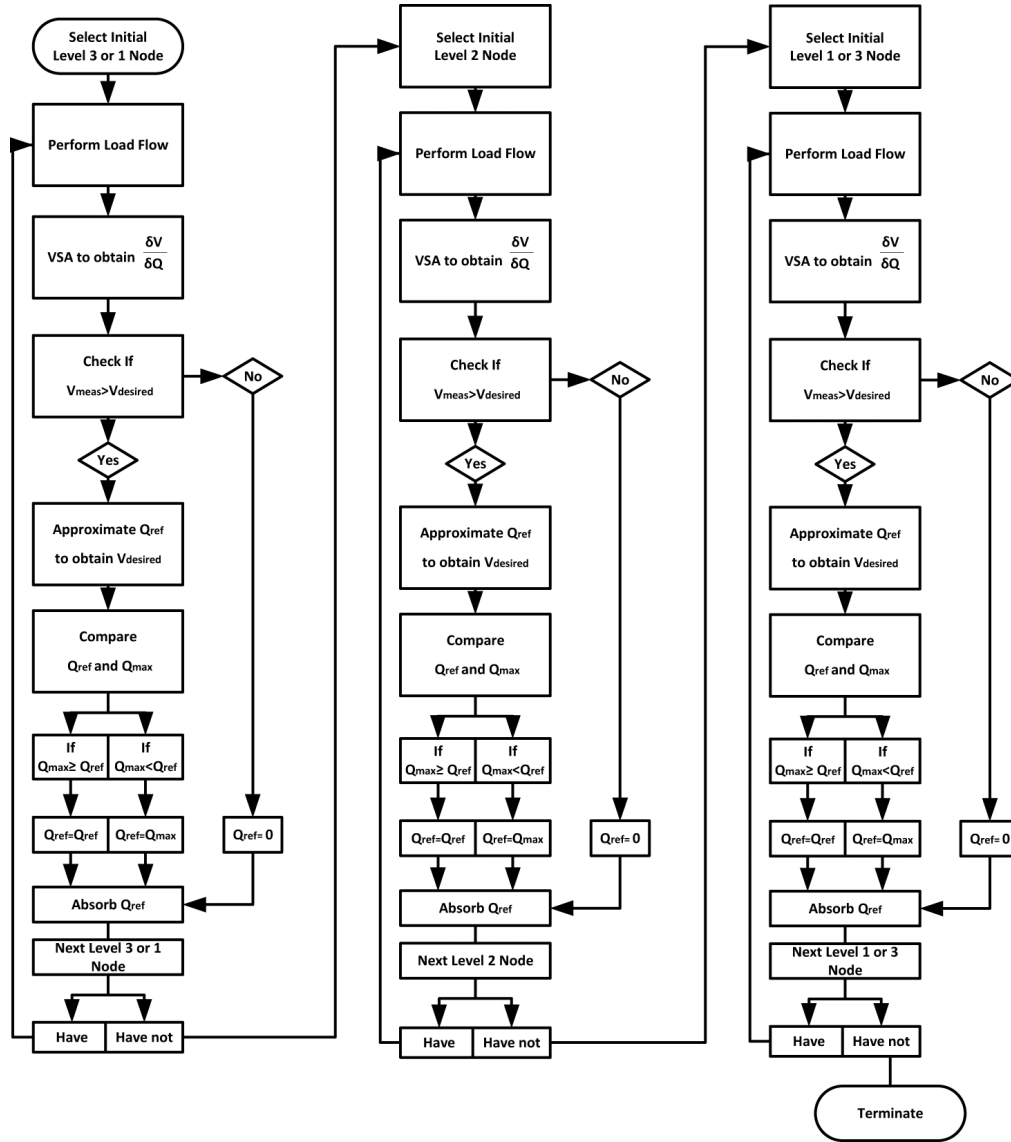 Select Initial
Level 3 or 1 Node
Perform Load Flow
VSA to obtain δV
δQ
Check If
Vmeas>Vdesired
No
Yes
Approximate Qref
to obtain Vdesired
Compare
Qref and Qmax
If
Qmax≥ Qref
If
Qmax<Qref
Qref=Qref
Qref=Qmax
Qref= 0
Absorb Qref
Next Level 3 or 1
Node
Have
Have not
Select Initial
Level 2 Node
Perform Load Flow
VSA to obtain δV
δQ
Check If
Vmeas>Vdesired
No
Yes
Approximate Qref
to obtain Vdesired
Compare
Qref and Qmax
If
Qmax≥ Qref
If
Qmax<Qref
Qref=Qref
Qref=Qmax
Qref= 0
Absorb Qref
Next Level 2 Node
Have
Have not
Select Initial
Level 1 or 3 Node
Perform Load Flow
VSA to obtain δV
δQ
Check If
Vmeas>Vdesired
No
Yes
Approximate Qref
to obtain Vdesired
Compare
Qref and Qmax
If
Qmax≥ Qref
If
Qmax<Qref
Qref=Qref
Qref=Qmax
Qref= 0
Absorb Qref
Next Level 1 or 3
Node
Have
Have not
Terminate